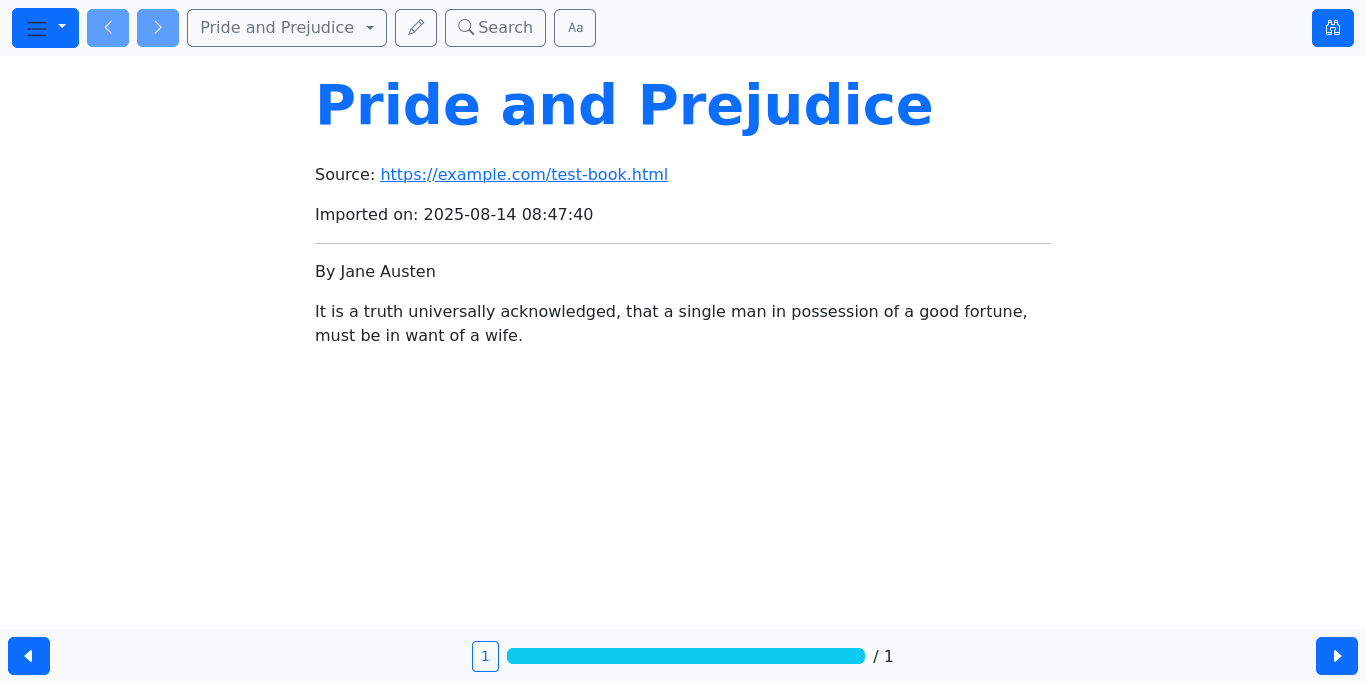 Pride and Prejudice
Search
Aa
Pride and Prejudice
Source: https://example.com/test-book.html
Imported on: 2025-08-14 08:47:40
By Jane Austen
It is a truth universally acknowledged, that a single man in possession of a good fortune,
must be in want of a wife.
1 / 1